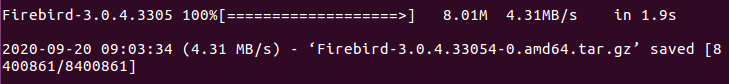 Firebird-3.0.4.3305 100%[===================>]   8.01M  4.31MB/s    in 1.9s
2020-09-20 09:03:34 (4.31 MB/s) - ‘Firebird-3.0.4.33054-0.amd64.tar.gz’ saved [8
400861/8400861]